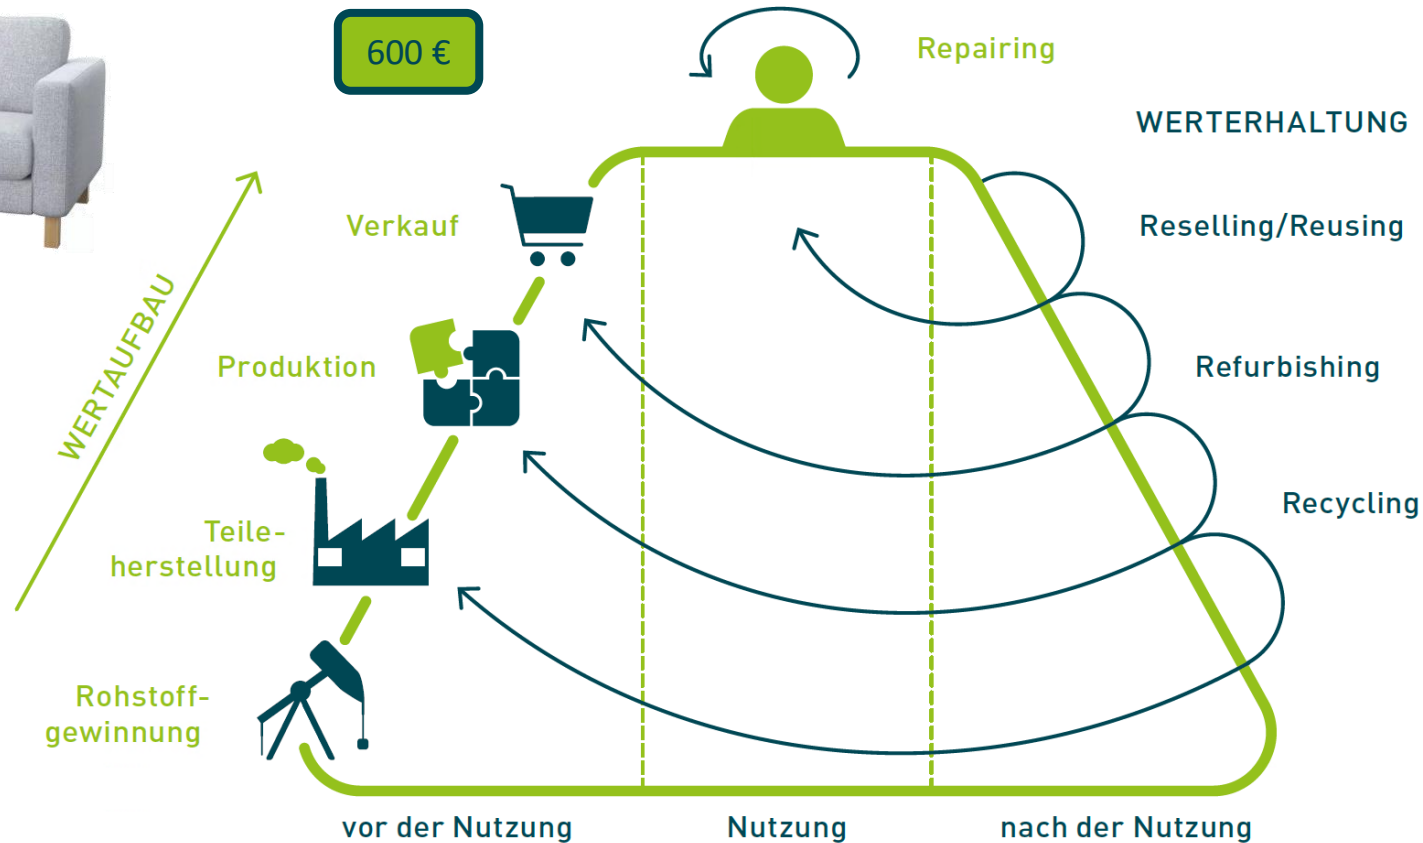 600 €
Repairing
WERTERHALTUNG
Verkauf
Reselling/Reusing
WERTAUFBAU
Produktion
Refurbishing
Recycling
Teile-
herstellung
Rohstoff-
gewinnung
vor der Nutzung
Nutzung
nach der Nutzung